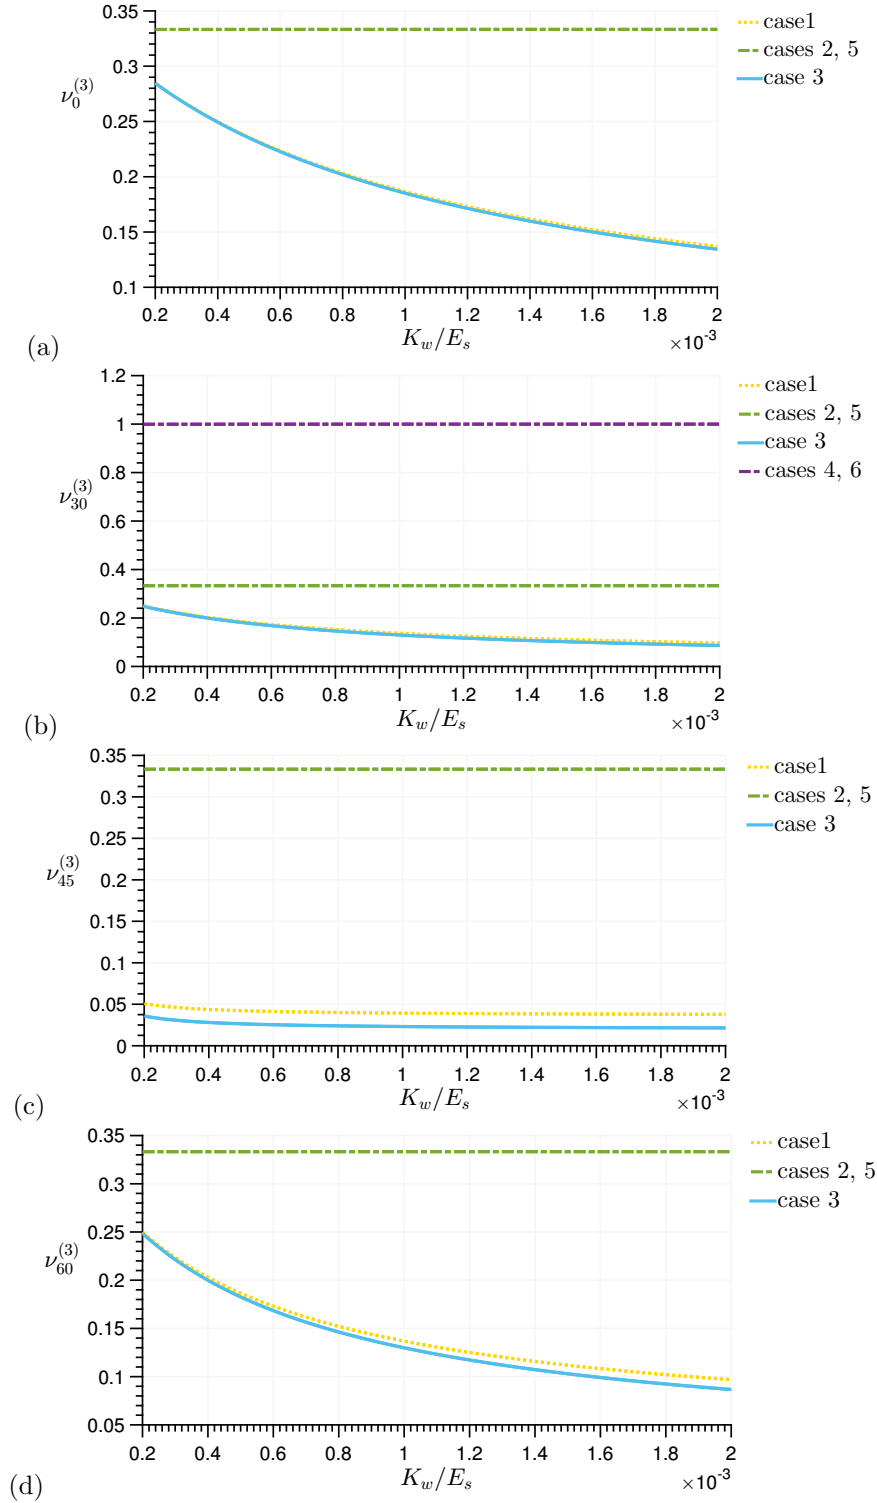 0.35
0.3
0.25
0.2
0.15
0.1
ν₀⁽³⁾
0.2 0.4 0.6 0.8 1 1.2 1.4 1.6 1.8 2
K_w/E_s
×10⁻³
case1
cases 2, 5
case 3
(a)
1.2
1
0.8
0.6
0.4
0.2
0
ν₃₀⁽³⁾
0.2 0.4 0.6 0.8 1 1.2 1.4 1.6 1.8 2
K_w/E_s
×10⁻³
case1
cases 2, 5
case 3
cases 4, 6
(b)
0.35
0.3
0.25
0.2
0.15
0.1
0.05
0
ν₄₅⁽³⁾
0.2 0.4 0.6 0.8 1 1.2 1.4 1.6 1.8 2
K_w/E_s
×10⁻³
case1
cases 2, 5
case 3
(c)
0.35
0.3
0.25
0.2
0.15
0.1
0.05
ν₆₀⁽³⁾
0.2 0.4 0.6 0.8 1 1.2 1.4 1.6 1.8 2
K_w/E_s
×10⁻³
case1
cases 2, 5
case 3
(d)